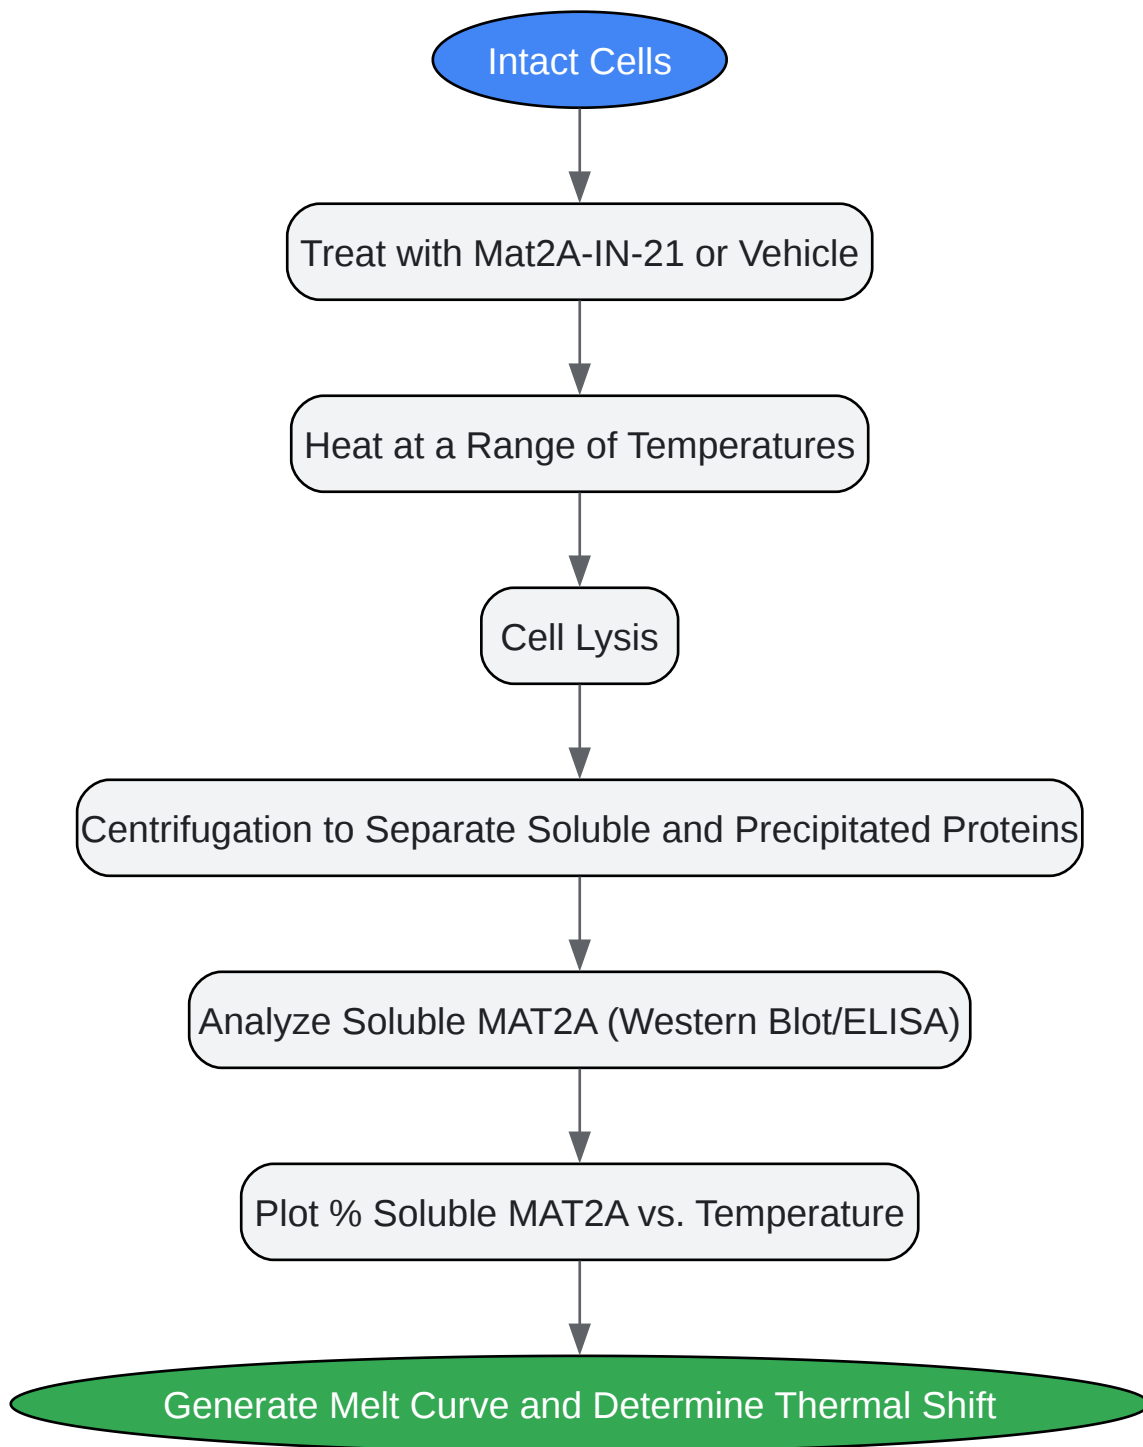 Intact Cells
Treat with Mat2A-IN-21 or Vehicle
Heat at a Range of Temperatures
Cell Lysis
Centrifugation to Separate Soluble and Precipitated Proteins
Analyze Soluble MAT2A (Western Blot/ELISA)
Plot % Soluble MAT2A vs. Temperature
Generate Melt Curve and Determine Thermal Shift